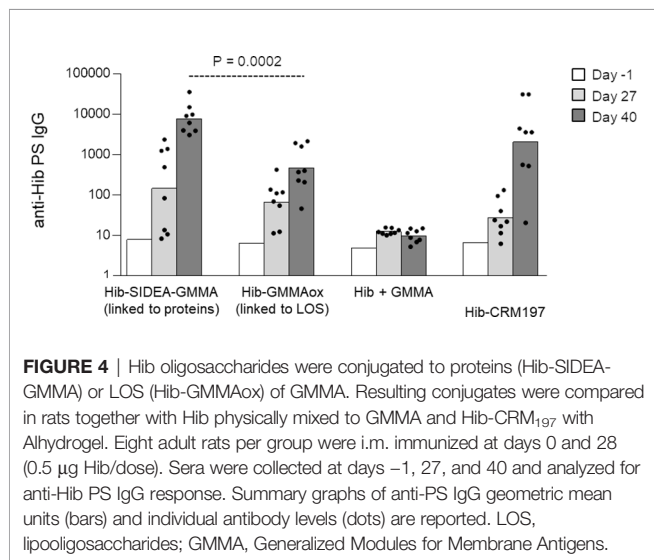 P = 0.0002
Day -1
Day 27
Day 40
anti-Hib PS IgG
100000
10000
1000
100
10
1
Hib-SIDEA-GMMA
(linked to proteins)
Hib-GMMAox
(linked to LOS)
Hib + GMMA
Hib-CRM197
FIGURE 4 | Hib oligosaccharides were conjugated to proteins (Hib-SIDEA-
GMMA) or LOS (Hib-GMMAox) of GMMA. Resulting conjugates were compared
in rats together with Hib physically mixed to GMMA and Hib-CRM197 with
Alhydrogel. Eight adult rats per group were i.m. immunized at days 0 and 28
(0.5 μg Hib/dose). Sera were collected at days −1, 27, and 40 and analyzed for
anti-Hib PS IgG response. Summary graphs of anti-PS IgG geometric mean
units (bars) and individual antibody levels (dots) are reported. LOS,
lipooligosaccharides; GMMA, Generalized Modules for Membrane Antigens.